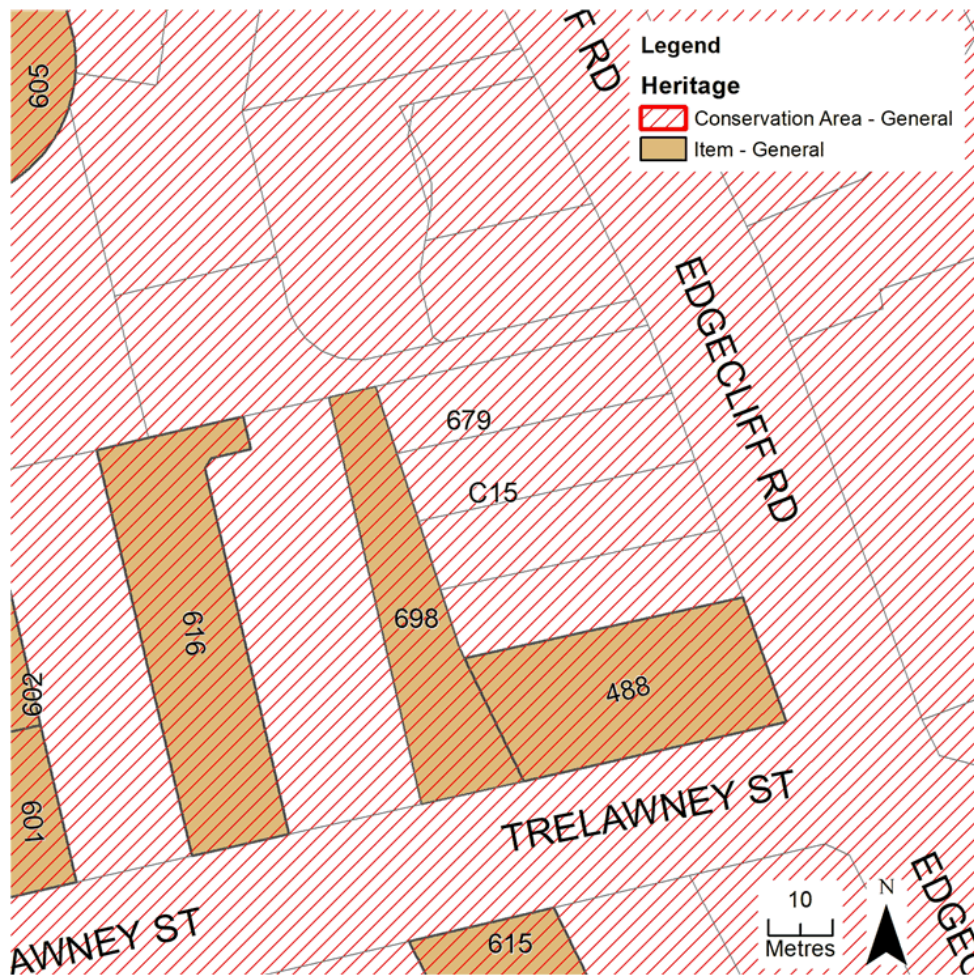 605
F RD
Legend
Heritage
Conservation Area - General
Item - General
EDGECLIFF RD
679
C15
616
698
488
602
601
TRELAWNEY ST
AWNEY ST
615
10
Metres
N
EDGEC